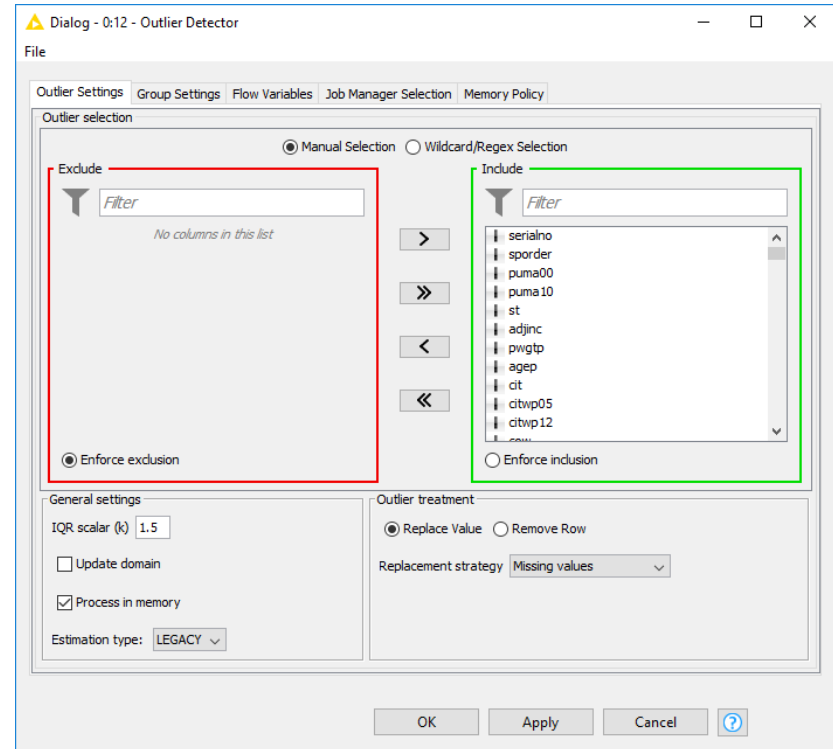 Dialog - 0:12 - Outlier Detector
File
Outlier Settings Group Settings Flow Variables Job Manager Selection Memory Policy
Outlier selection
Manual Selection Wildcard/Regex Selection
Exclude
Filter
No columns in this list
Enforce exclusion
>
>>
<
<<
Include
Filter
serialno
sporder
puma00
puma10
st
adjinc
pwgtp
agep
cit
citwp05
citwp12
cow
Enforce inclusion
General settings
IQR scalar (k) 1.5
Update domain
Process in memory
Estimation type: LEGACY
Outlier treatment
Replace Value Remove Row
Replacement strategy Missing values
OK Apply Cancel ?